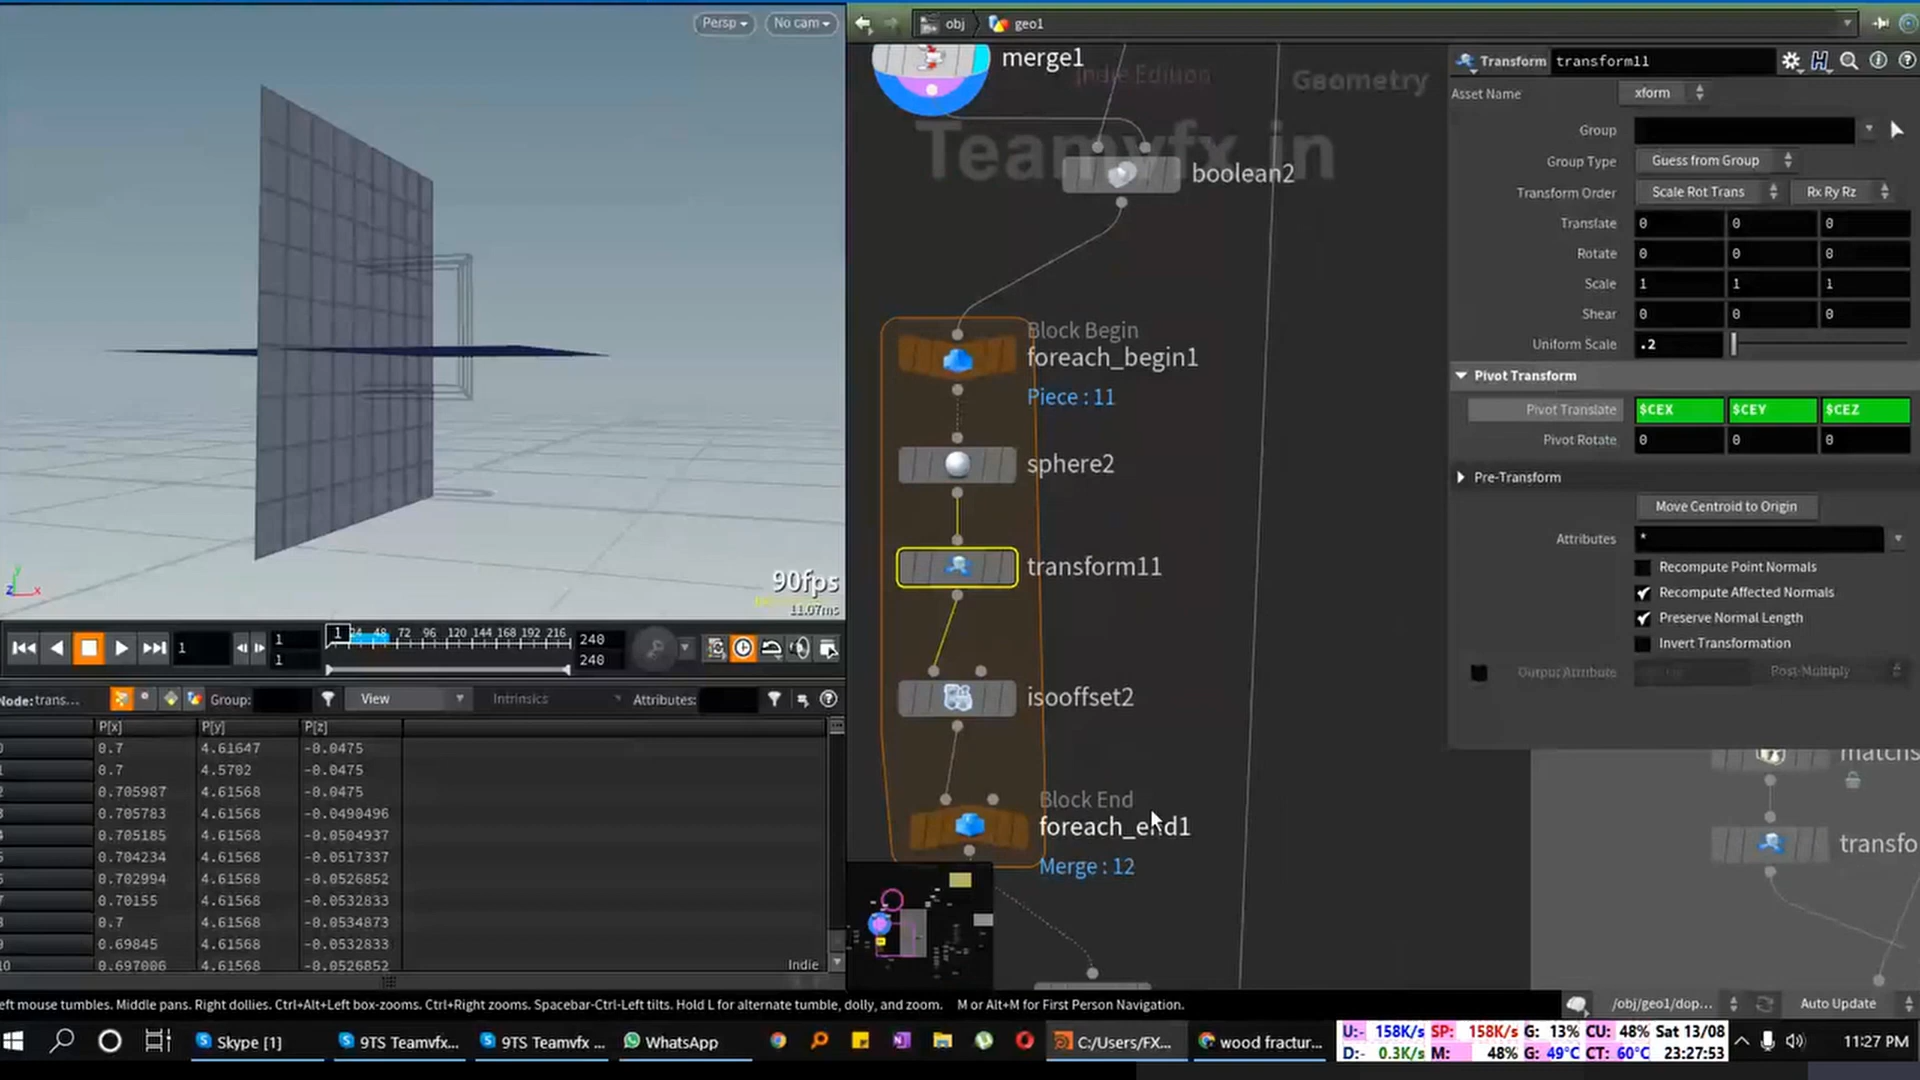 Persp
No cam
90fps
11.07ms
1
1
1
24 48 72 96 120 144 168 192 216
240
240
Node:trans...
Group:
View
Intrinsics
Attributes:
P[x] P[y] P[z]
0.7 4.61647 -0.0475
0.7 4.5702 -0.0475
0.705987 4.61568 -0.0475
0.705783 4.61568 -0.0490496
0.705185 4.61568 -0.0504937
0.704234 4.61568 -0.0517337
0.702994 4.61568 -0.0526852
0.70155 4.61568 -0.0532833
0.7 4.61568 -0.0534873
0.69845 4.61568 -0.0532833
0.697006 4.61568 -0.0526852
Indie
obj
geo1
merge1
Indie Edition
Geometry
Teamvfx in
boolean2
Block Begin
foreach_begin1
Piece : 11
sphere2
transform11
isooffset2
Block End
foreach_end1
Merge : 12
Transform
transform11
Asset Name
xform
Group
Group Type
Guess from Group
Transform Order
Scale Rot Trans
Rx Ry Rz
Translate 0 0 0
Rotate 0 0 0
Scale 1 1 1
Shear 0 0 0
Uniform Scale .2
Pivot Transform
Pivot Translate $CEX $CEY $CEZ
Pivot Rotate 0 0 0
Pre-Transform
Move Centroid to Origin
Attributes *
Recompute Point Normals
Recompute Affected Normals
Preserve Normal Length
Invert Transformation
Output Attribute
Post-Multiply
matchs
transfo
eft mouse tumbles. Middle pans. Right dollies. Ctrl+Alt+Left box-zooms. Ctrl+Right zooms. Spacebar-Ctrl-Left tilts. Hold L for alternate tumble, dolly, and zoom. M or Alt+M for First Person Navigation.
/obj/geo1/dop...
Auto Update
Skype [1]
9TS Teamvfx...
9TS Teamvfx ...
WhatsApp
C:/Users/FX...
wood fractur...
U:- 158K/s SP: 158K/s G: 13% CU: 48% Sat 13/08
D:- 0.3K/s M: 48% G: 49°C CT: 60°C 23:27:53
11:27 PM